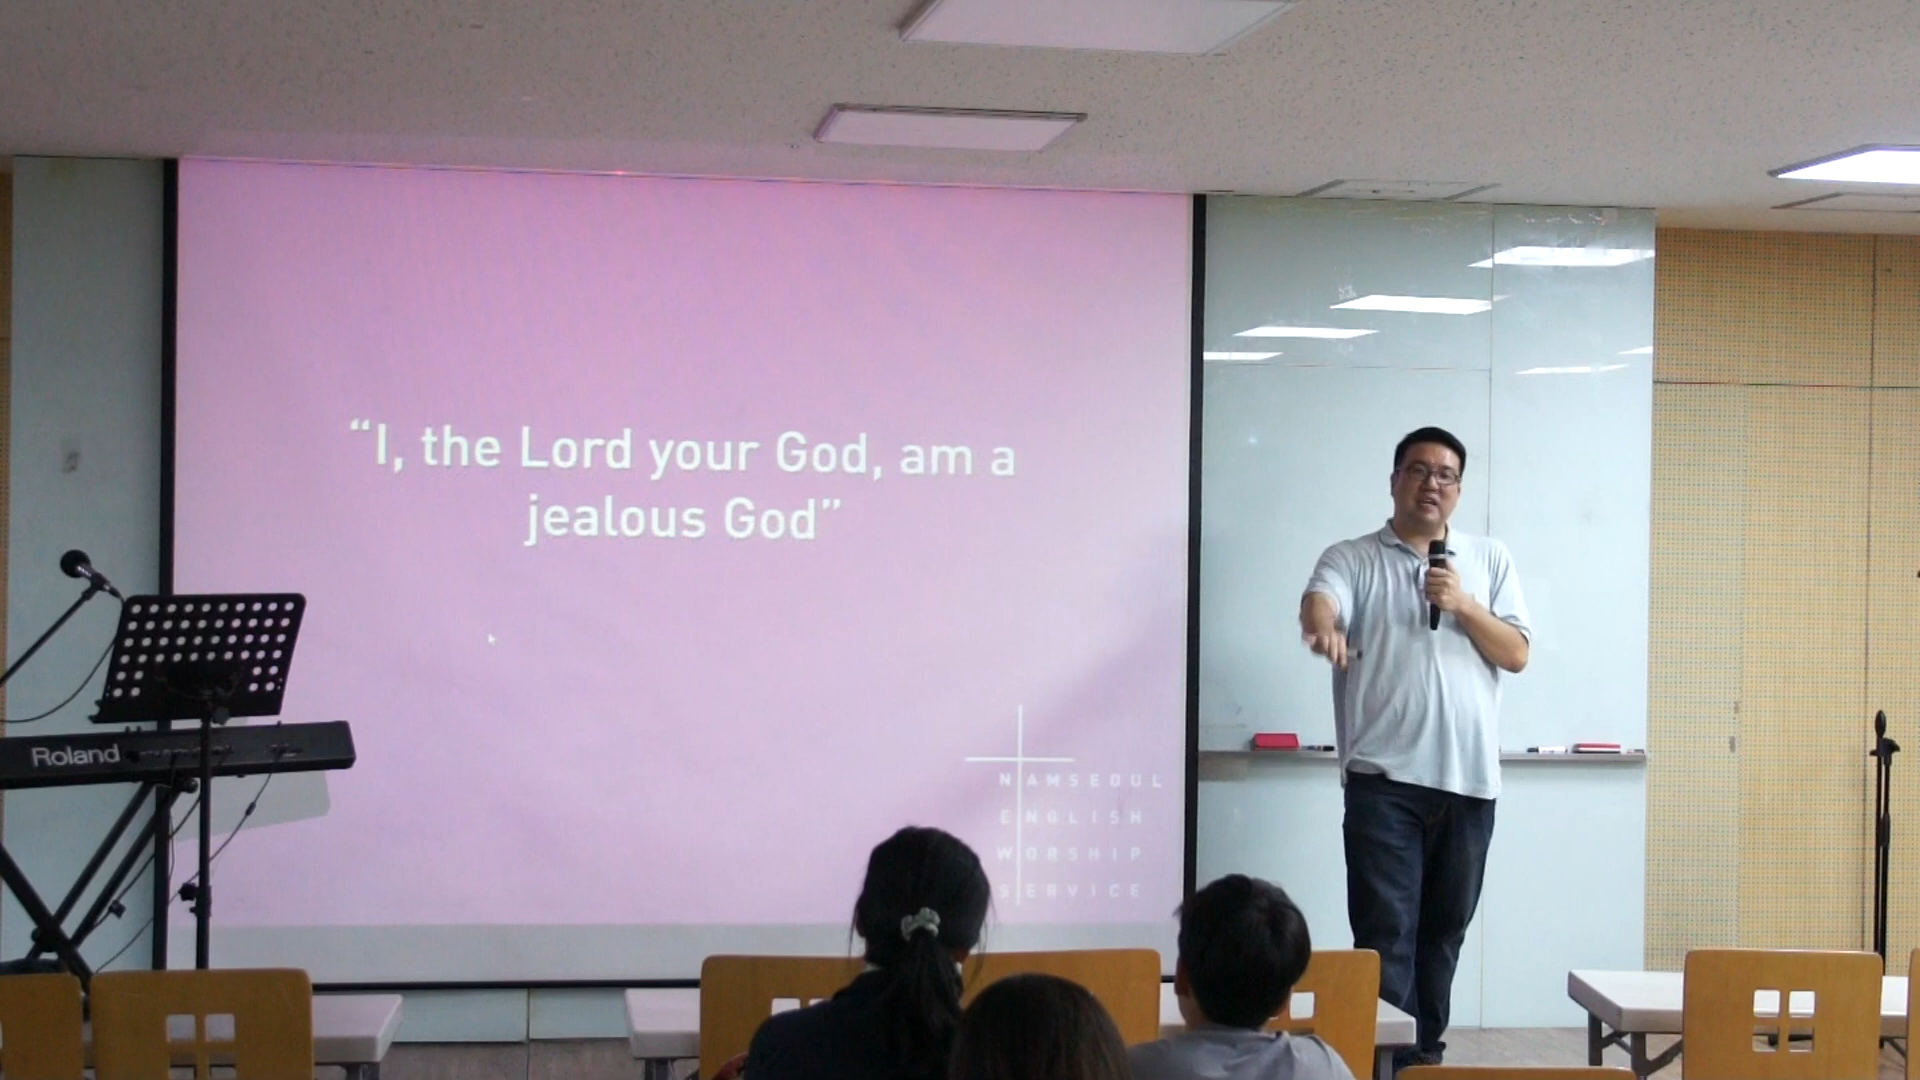 “I, the Lord your God, am a
jealous God”
NAMSEOUL
ENGLISH
WORSHIP
SERVICE
Roland